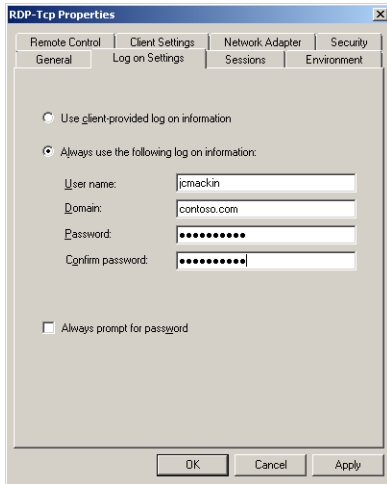 RDP-Tcp Properties
Remote Control Client Settings Network Adapter Security
General Log on Settings Sessions Environment
Use client-provided log on information
Always use the following log on information:
User name: jcmackin
Domain: contoso.com
Password: ●●●●●●●●●●
Confirm password: ●●●●●●●●●●
Always prompt for password
OK Cancel Apply